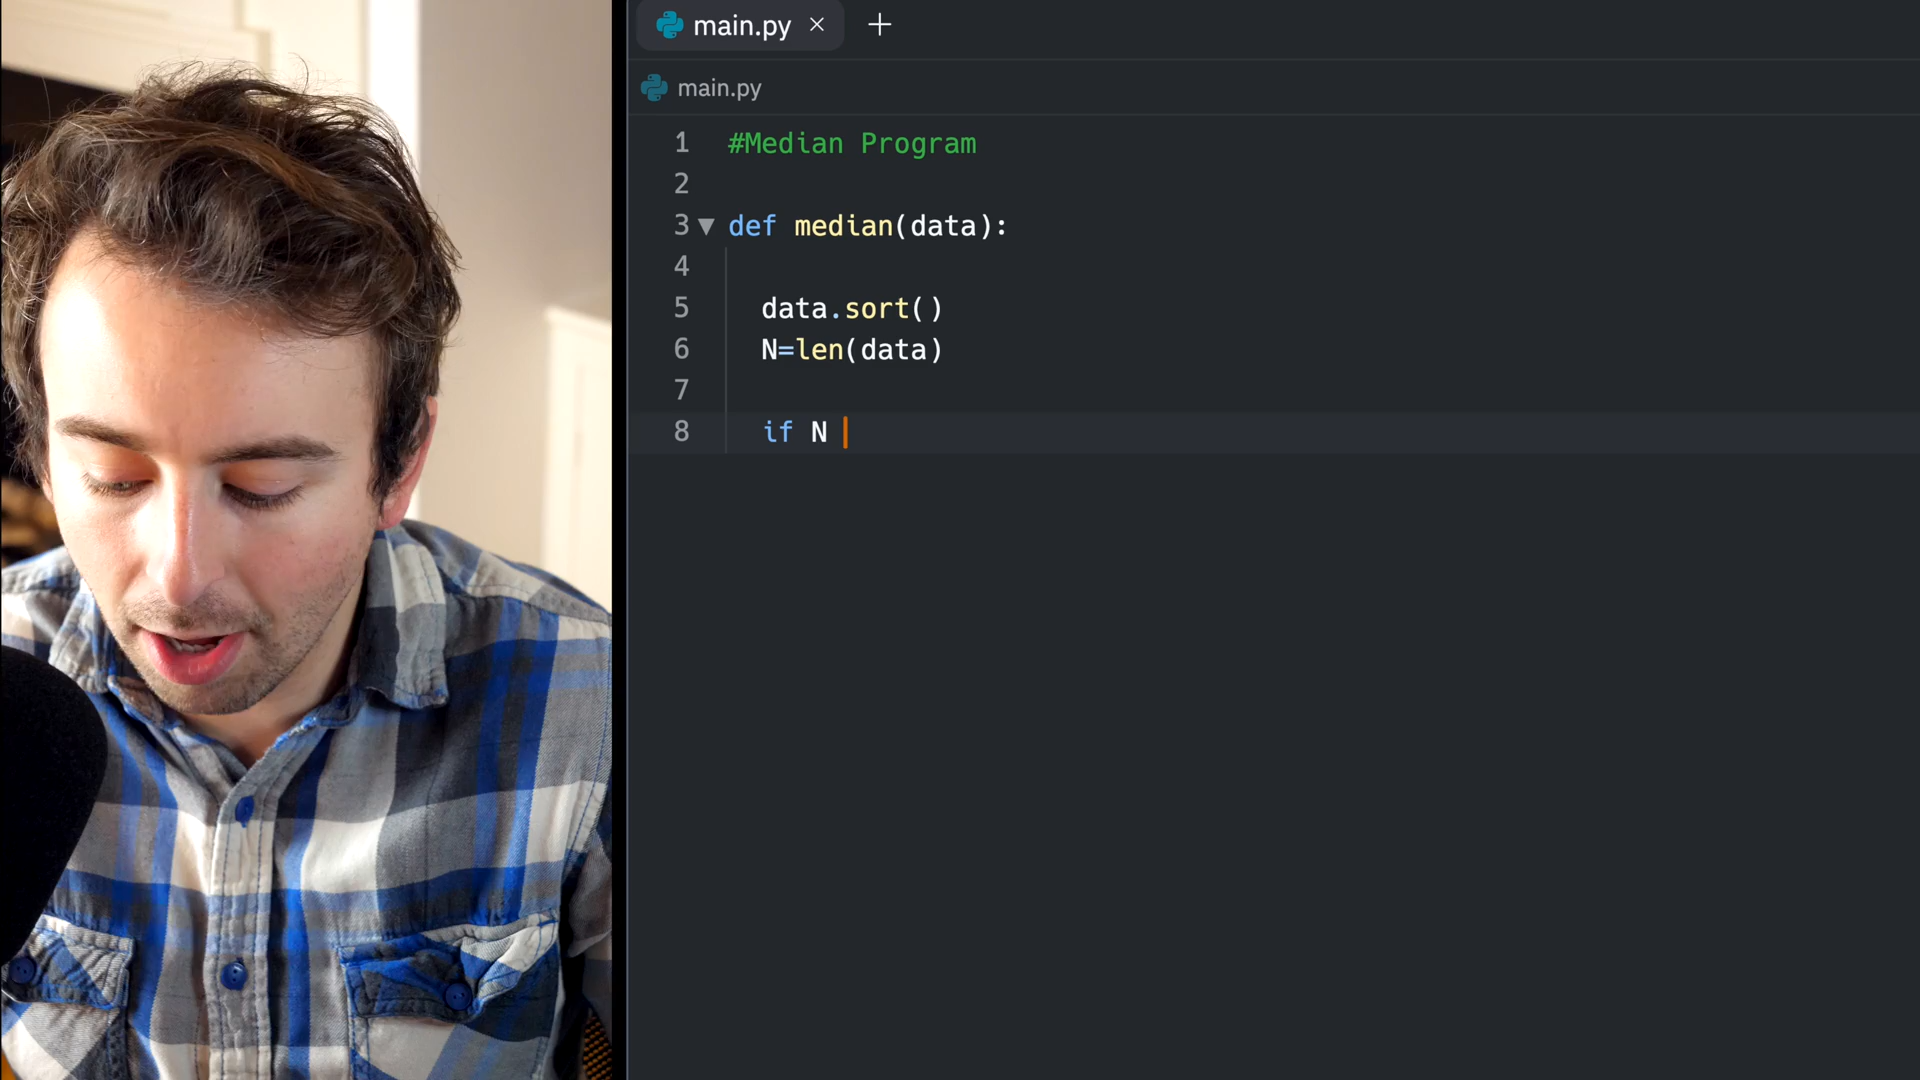 main.py
main.py
1 #Median Program
2
3 def median(data):
4
5 data.sort()
6 N=len(data)
7
8 if N